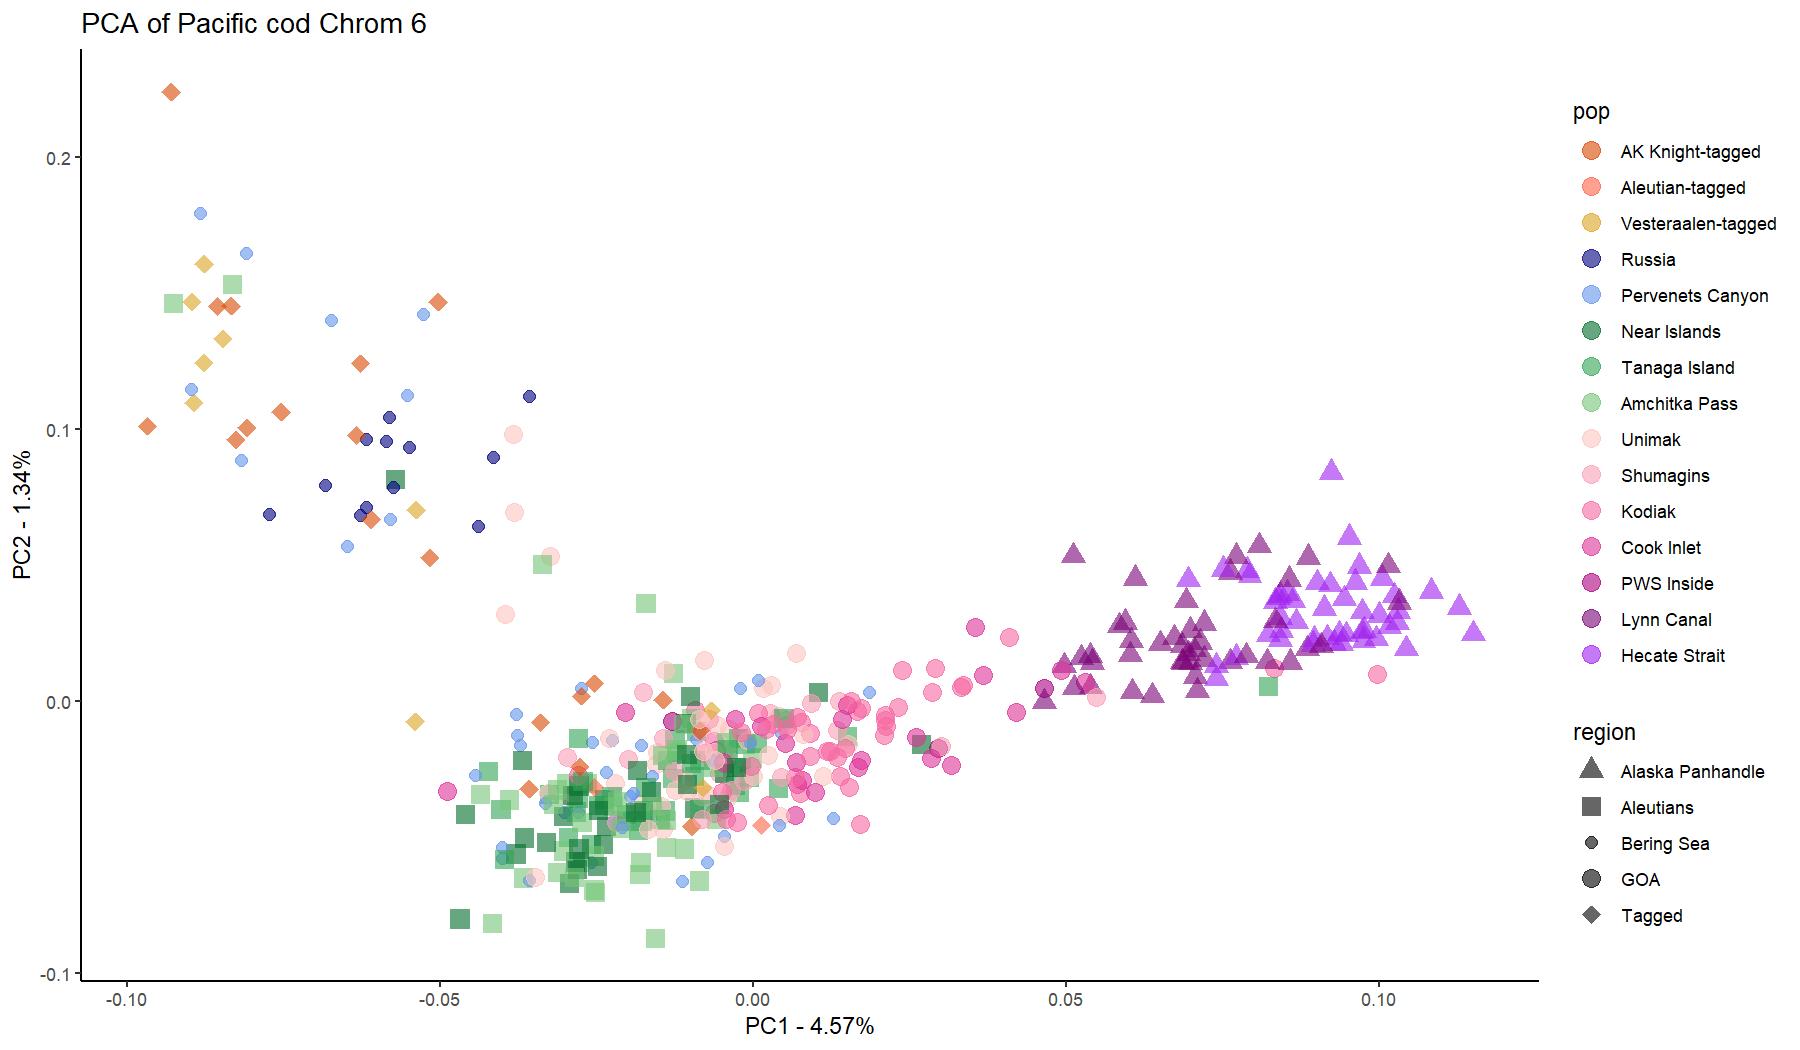 PCA of Pacific cod Chrom 6
PC2 - 1.34%
0.2
0.1
0.0
-0.1
-0.10
-0.05
0.00
0.05
0.10
PC1 - 4.57%
pop
AK Knight-tagged
Aleutian-tagged
Vesteraalen-tagged
Russia
Pervenets Canyon
Near Islands
Tanaga Island
Amchitka Pass
Unimak
Shumagins
Kodiak
Cook Inlet
PWS Inside
Lynn Canal
Hecate Strait
region
Alaska Panhandle
Aleutians
Bering Sea
GOA
Tagged